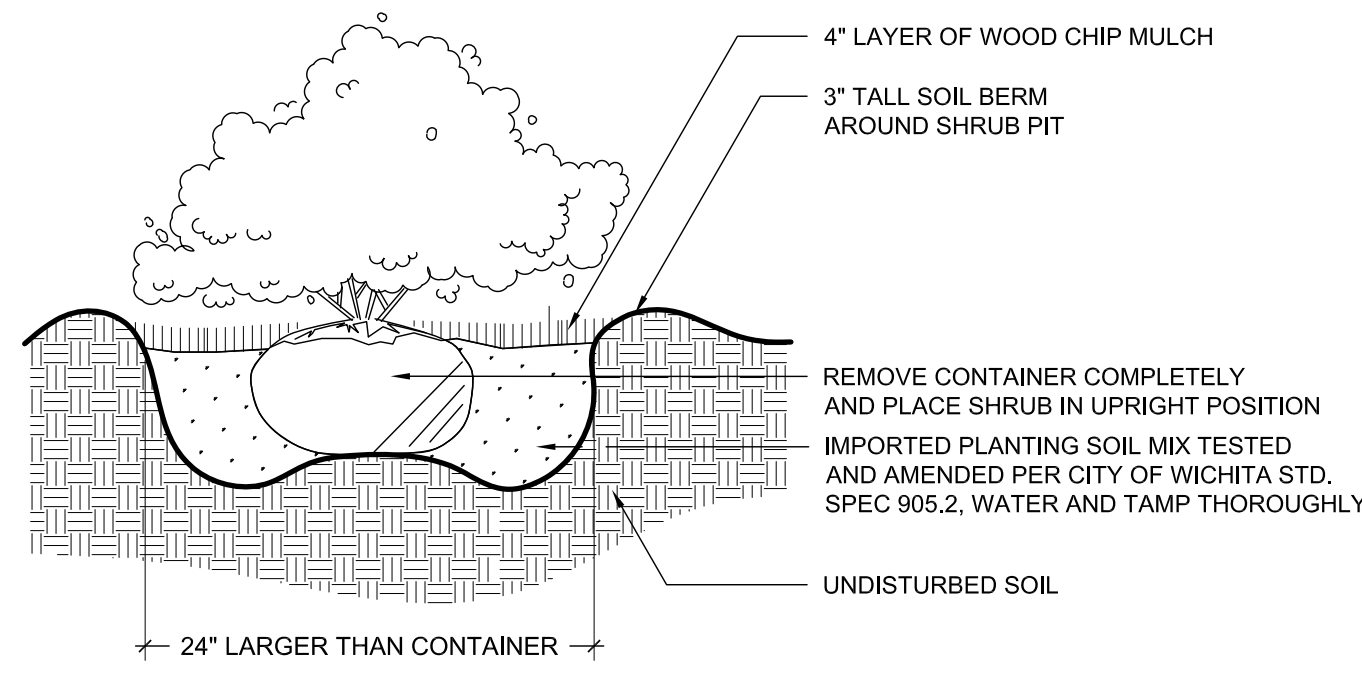 4" LAYER OF WOOD CHIP MULCH
3" TALL SOIL BERM
AROUND SHRUB PIT
REMOVE CONTAINER COMPLETELY
AND PLACE SHRUB IN UPRIGHT POSITION
IMPORTED PLANTING SOIL MIX TESTED
AND AMENDED PER CITY OF WICHITA STD.
SPEC 905.2, WATER AND TAMP THOROUGHLY
UNDISTURBED SOIL
24" LARGER THAN CONTAINER